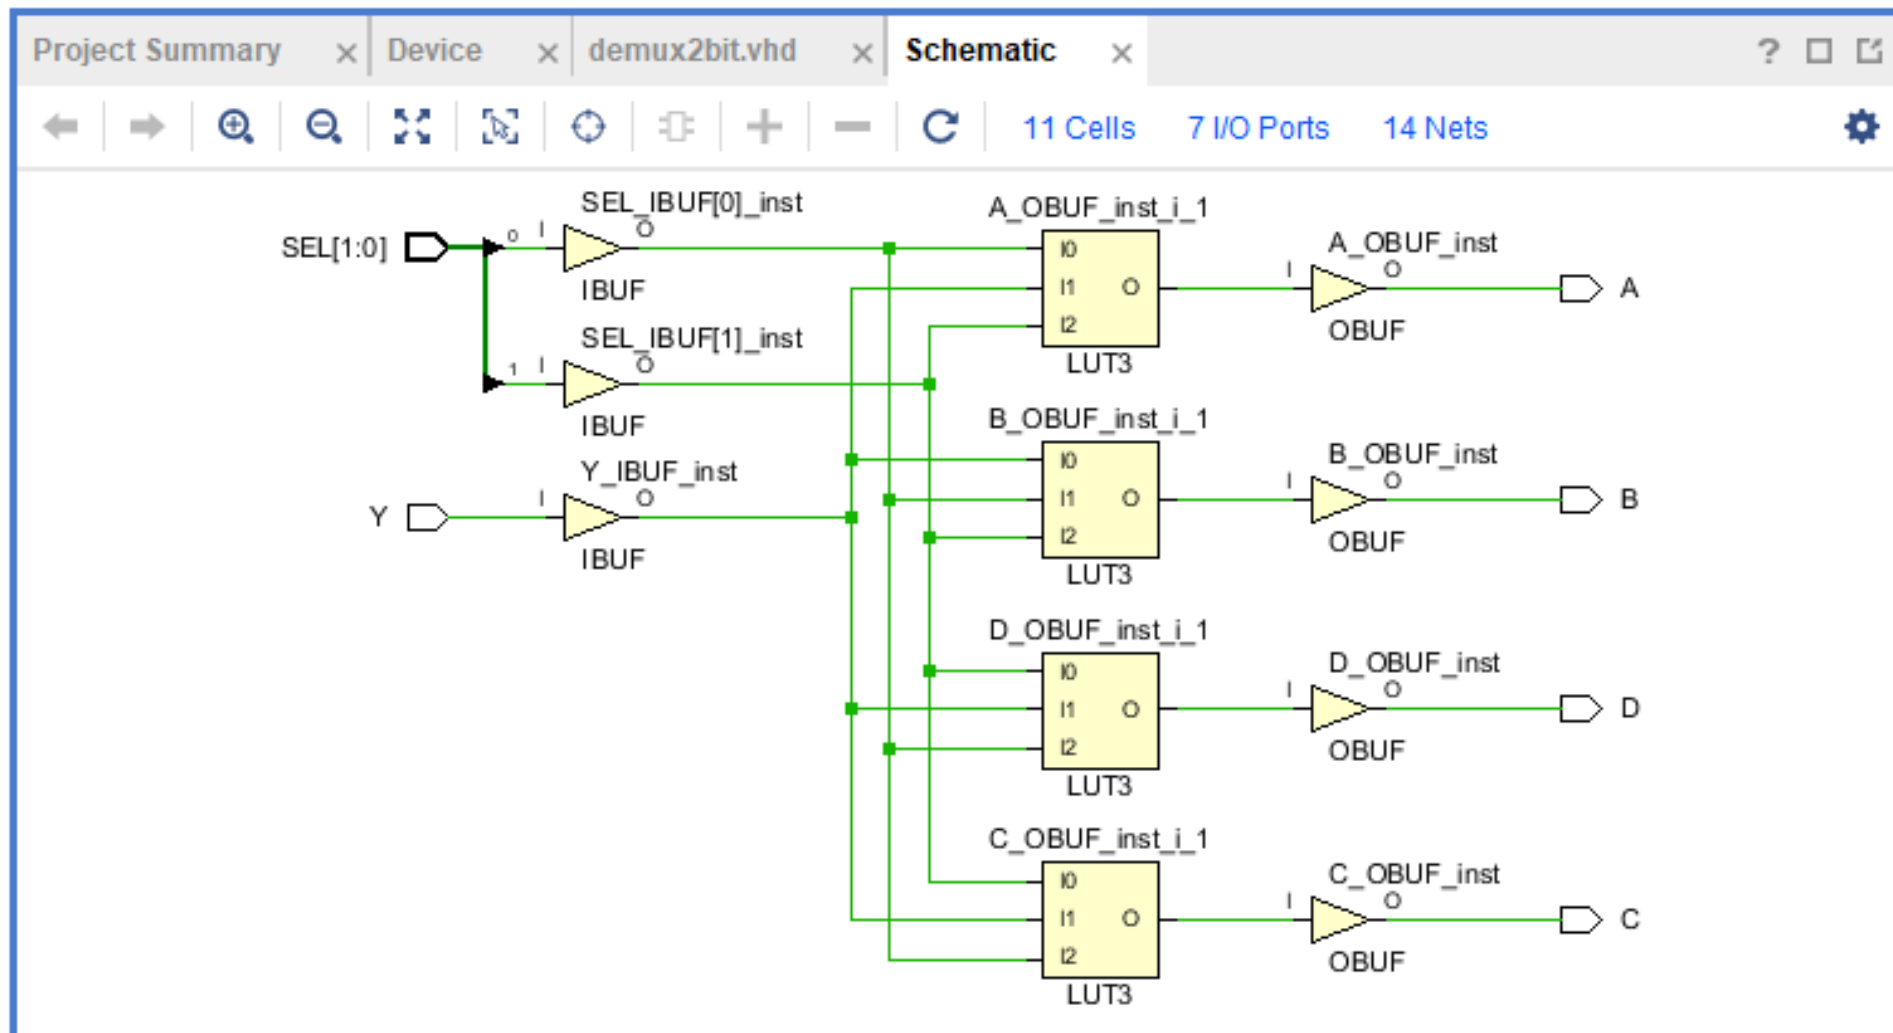 Project Summary × Device × demux2bit.vhd × Schematic × ?
11 Cells 7 I/O Ports 14 Nets
SEL[1:0]
0
I
SEL_IBUF[0]_inst
O
IBUF
1
I
SEL_IBUF[1]_inst
O
IBUF
Y
I
Y_IBUF_inst
O
IBUF
A_OBUF_inst_i_1
I0
I1 O
I2
LUT3
A_OBUF_inst
I O
OBUF
A
B_OBUF_inst_i_1
I0
I1 O
I2
LUT3
B_OBUF_inst
I O
OBUF
B
D_OBUF_inst_i_1
I0
I1 O
I2
LUT3
D_OBUF_inst
I O
OBUF
D
C_OBUF_inst_i_1
I0
I1 O
I2
LUT3
C_OBUF_inst
I O
OBUF
C